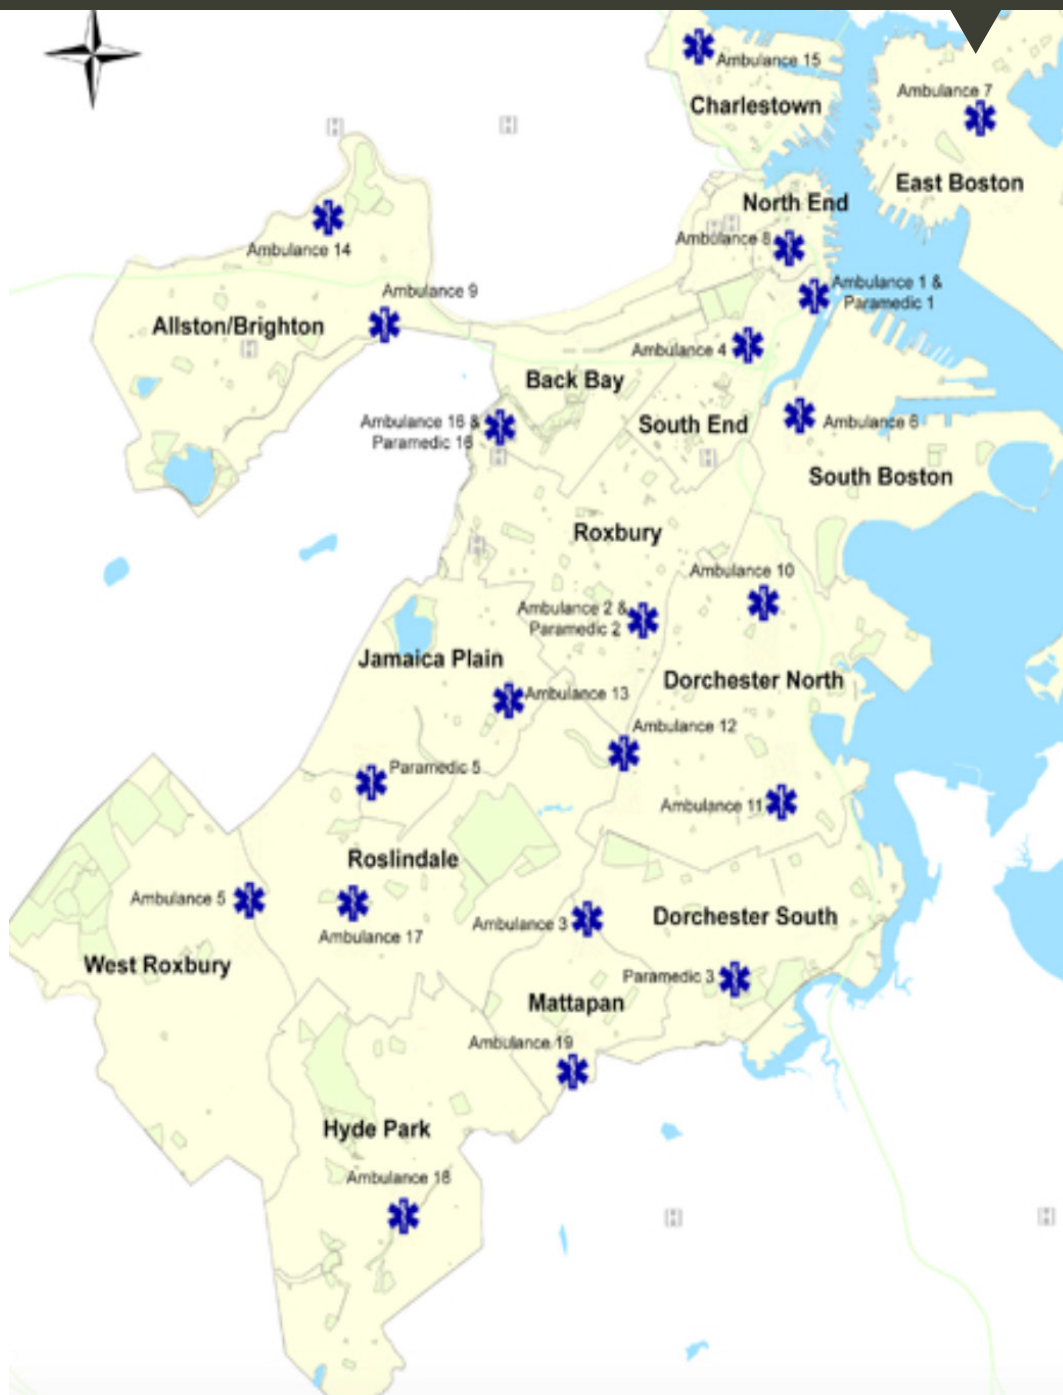 Ambulance 15
Charlestown
Ambulance 7
East Boston
North End
Ambulance 8
Ambulance 14
Ambulance 1 &
Paramedic 1
Ambulance 9
Allston/Brighton
Ambulance 4
Back Bay
Ambulance 16 &
Paramedic 16
South End
Ambulance 6
South Boston
Roxbury
Ambulance 10
Ambulance 2 &
Paramedic 2
Jamaica Plain
Dorchester North
Ambulance 13
Ambulance 12
Paramedic 5
Ambulance 11
Roslindale
Ambulance 5
Ambulance 17
Ambulance 3
Dorchester South
West Roxbury
Paramedic 3
Mattapan
Ambulance 19
Hyde Park
Ambulance 18
H
H
H
H
H
H
H
H
H
H